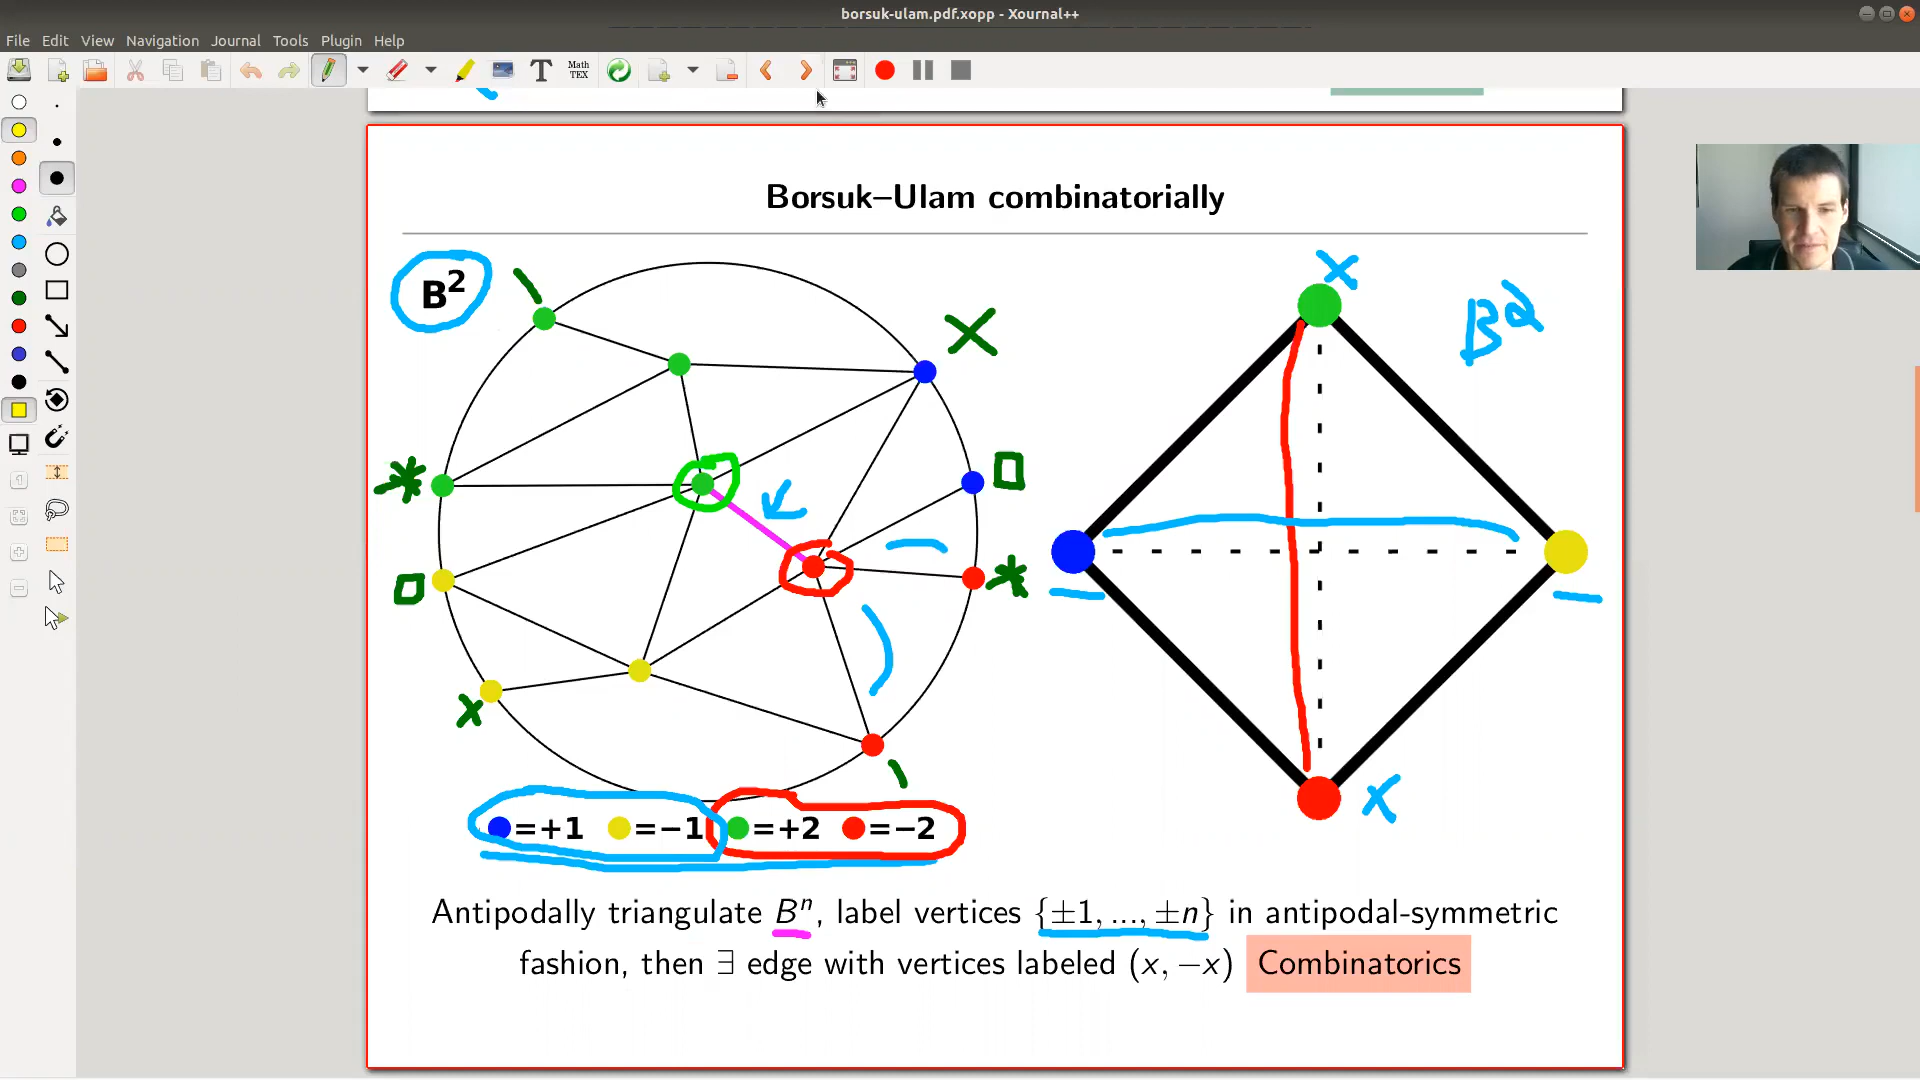 borsuk-ulam.pdf.xopp - Xournal++
File Edit View Navigation Journal Tools Plugin Help
T Math TEX
Borsuk–Ulam combinatorially
B²
x
B²
=+1 =−1 =+2 =−2
x
Antipodally triangulate Bⁿ, label vertices {±1, ..., ±n} in antipodal-symmetric
fashion, then ∃ edge with vertices labeled (x, −x) Combinatorics